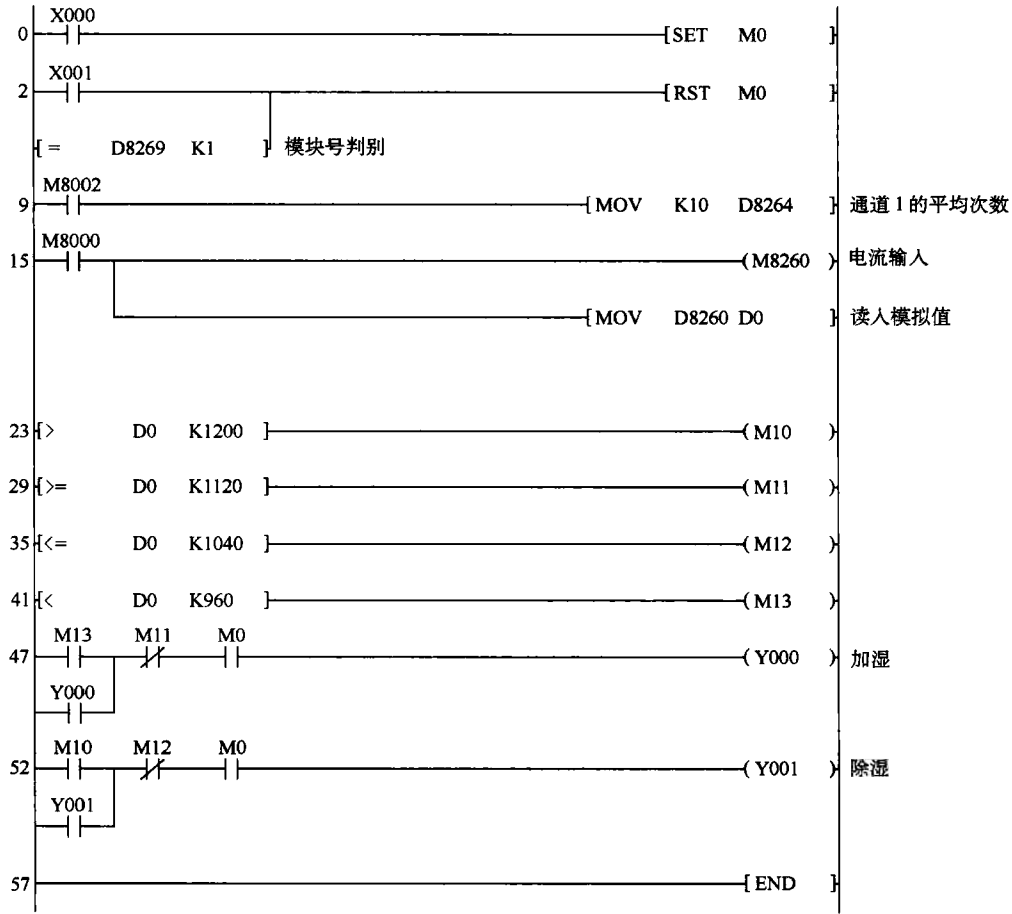 X000
0 [SET M0 ]
X001
2 [RST M0 ]
[= D8269 K1 ] 模块号判别
M8002
9 [MOV K10 D8264 ] 通道1的平均次数
M8000
15 (M8260 ) 电流输入
[MOV D8260 D0 ] 读入模拟值
23 [> D0 K1200 ] (M10 )
29 [>= D0 K1120 ] (M11 )
35 [<= D0 K1040 ] (M12 )
41 [< D0 K960 ] (M13 )
M13 M11 M0
47 (Y000 ) 加湿
Y000
M10 M12 M0
52 (Y001 ) 除湿
Y001
57 [END ]